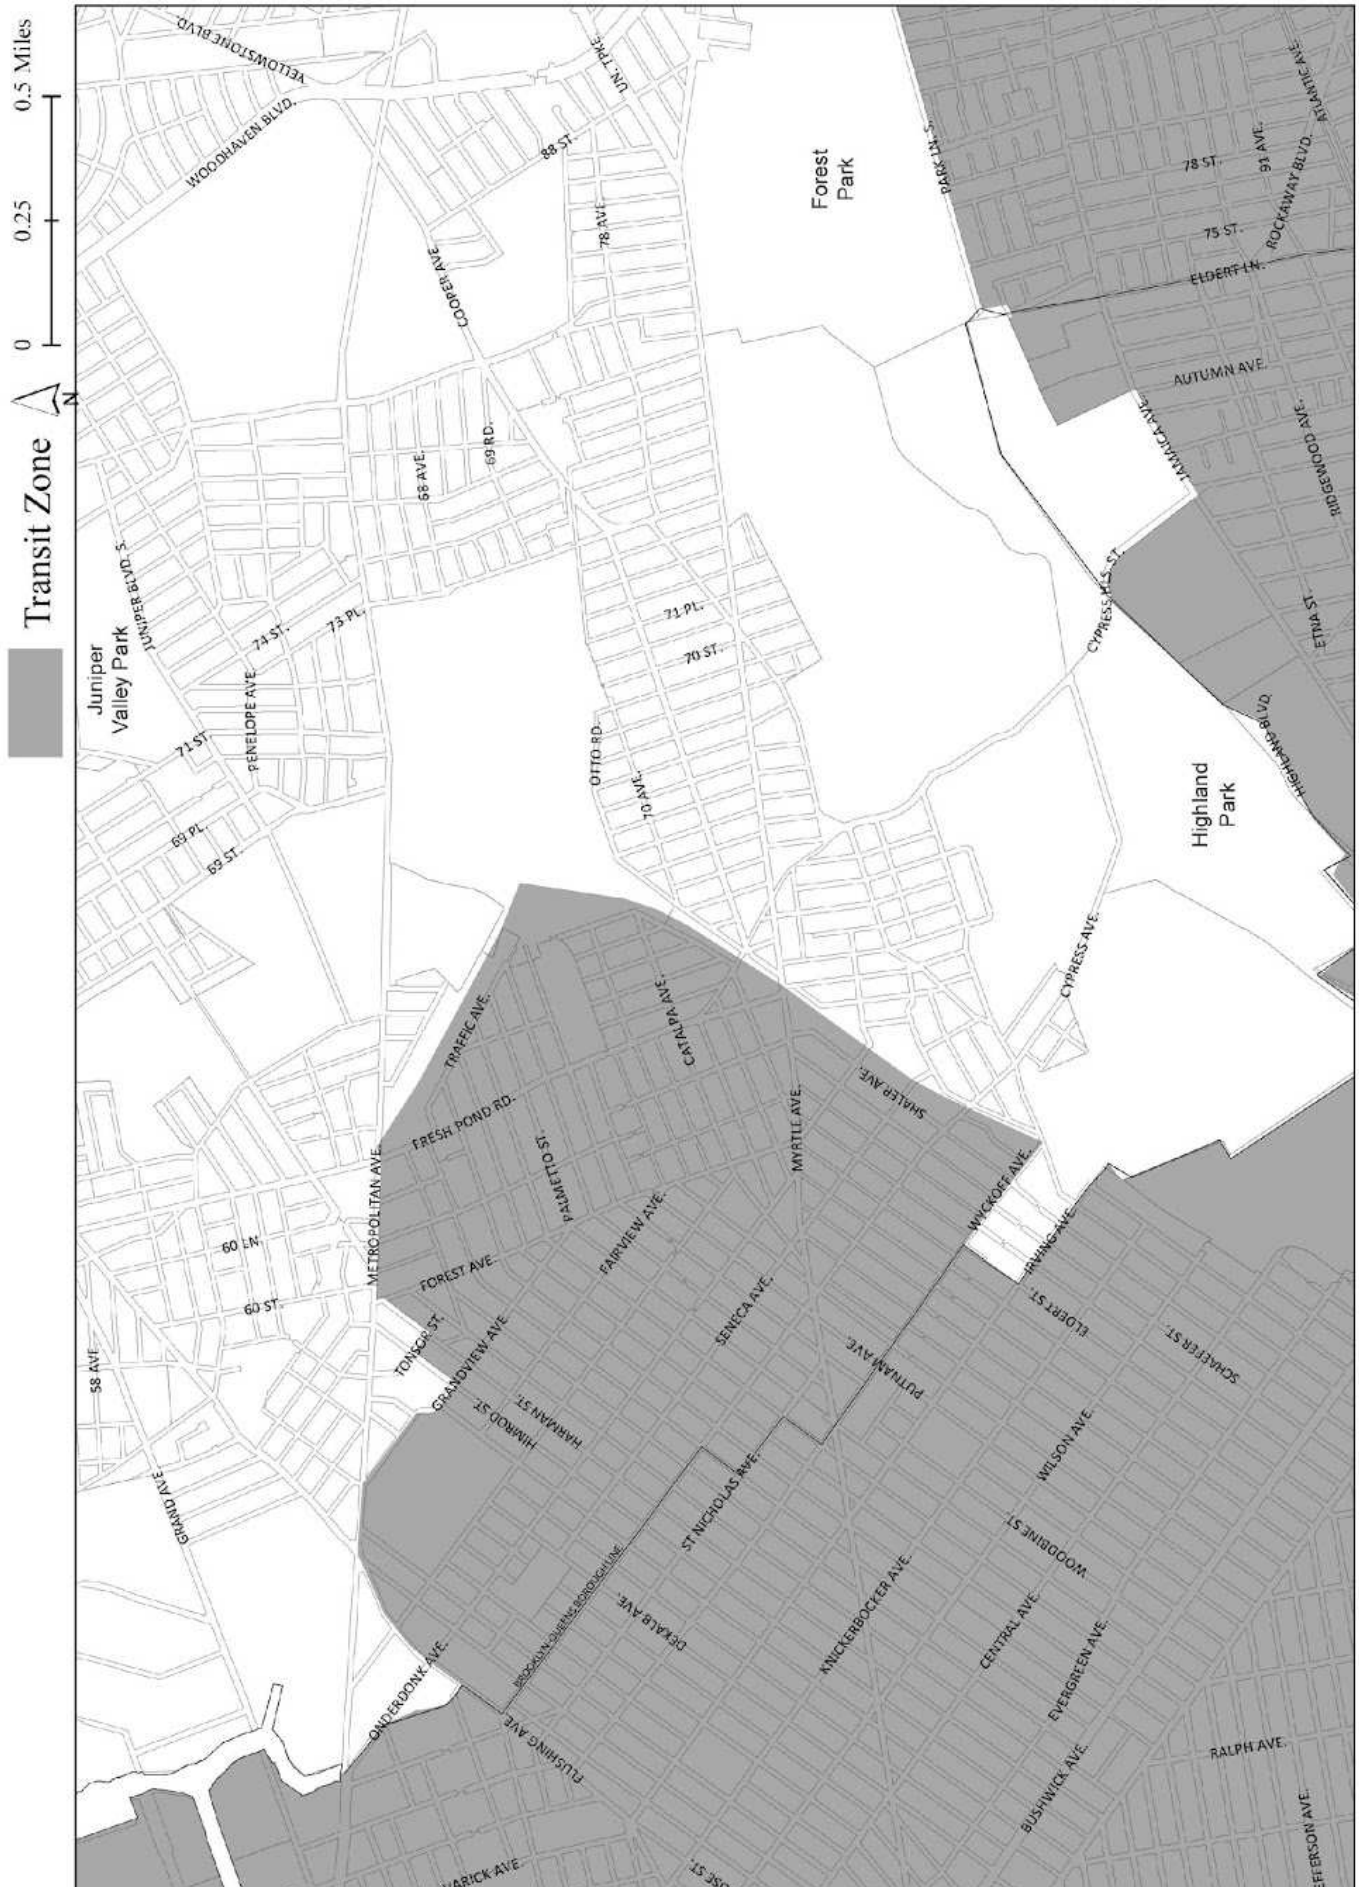 Transit Zone
N
0 0.25 0.5 Miles
YELLOWSTONE BLVD.
WOODHAVEN BLVD.
UN. TPKE.
88 ST.
78 AVE.
COOPER AVE.
Forest
Park
PARK LN. S.
ATLANTIC AVE.
91 AVE.
78 ST.
ROCKAWAY BLVD.
75 ST.
ELDERT LN.
AUTUMN AVE.
JAMAICA AVE.
RIDGEWOOD AVE.
69 RD.
68 AVE.
JUNIPER BLVD. S.
Juniper
Valley Park
74 ST.
73 PL.
PENELOPE AVE.
71 ST.
71 PL.
70 ST.
OTTO RD.
70 AVE.
CYPRESS HLS. ST.
ETNA ST.
HIGHLAND BLVD.
Highland
Park
69 PL.
69 ST.
CYPRESS AVE.
TRAFFIC AVE.
CATALPA AVE.
FRESH POND RD.
PALMETTO ST.
MYRTLE AVE.
SHALER AVE.
METROPOLITAN AVE.
60 LN.
60 ST.
FOREST AVE.
FAIRVIEW AVE.
WYCKOFF AVE.
IRVING AVE.
ELDERT ST.
SCHAEFER ST.
TONSOR ST.
GRANDVIEW AVE.
SENECA AVE.
PUTNAM AVE.
58 AVE.
HIMROD ST.
HARMAN ST.
GRAND AVE.
ST NICHOLAS AVE.
WILSON AVE.
WOODBINE ST.
BROOKLYN-QUEENS BOROUGH LINE
DEKALB AVE.
KNICKERBOCKER AVE.
CENTRAL AVE.
EVERGREEN AVE.
ONDERDONK AVE.
FLUSHING AVE.
BUSHWICK AVE.
RALPH AVE.
VARICK AVE.
EFFERSON AVE.